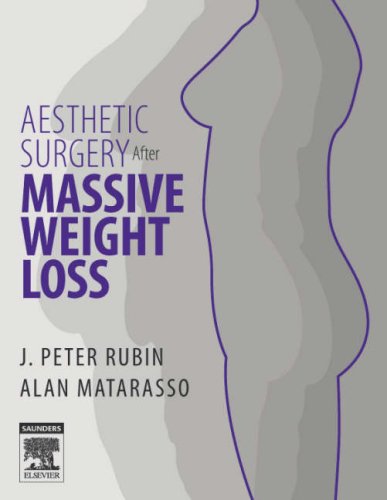 AESTHETIC
SURGERY After
MASSIVE
WEIGHT
LOSS
J. PETER RUBIN
ALAN MATARASSO
SAUNDERS
ELSEVIER